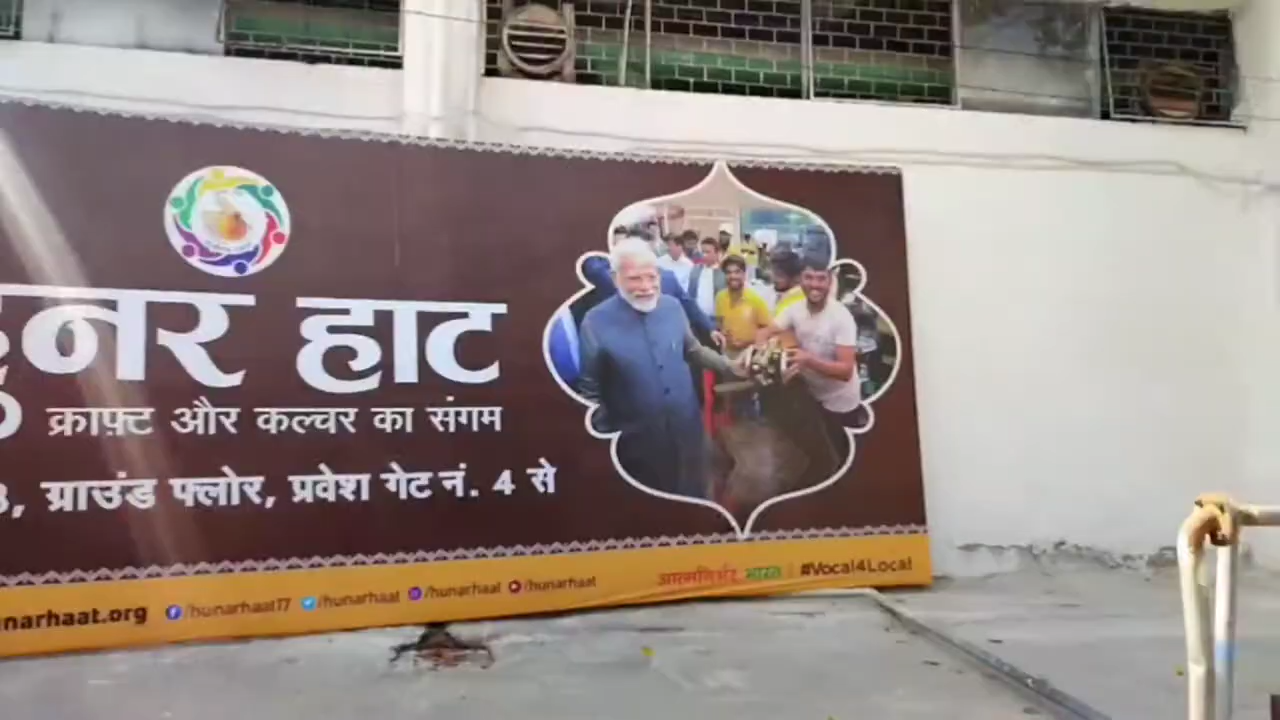 हुनर हाट
क्राफ़्ट और कल्चर का संगम
ग्राउंड फ्लोर, प्रवेश गेट नं. 4 से
narhaat.org /hunarhaat17 /hunarhaat /hunarhaat /hunarhaat आत्मनिर्भर भारत | #Vocal4Local